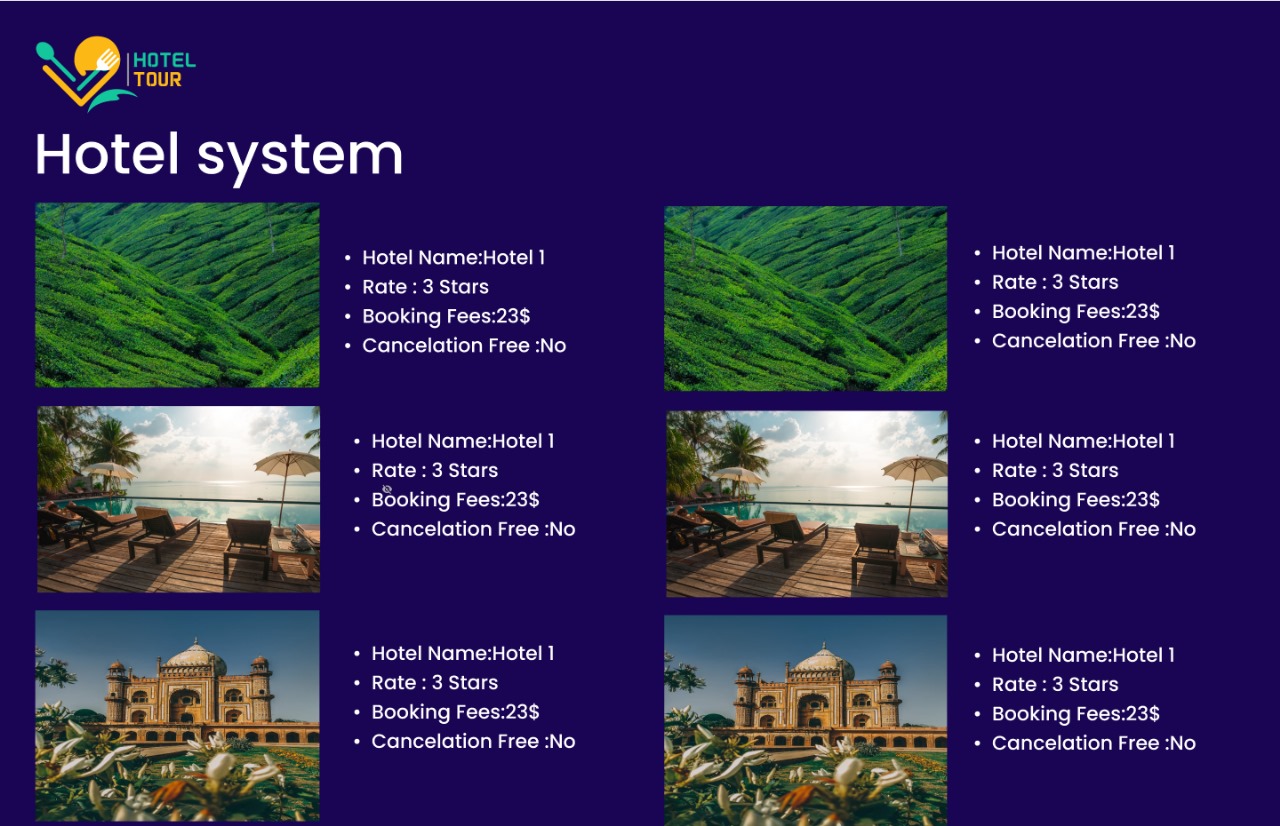 HOTEL
TOUR
Hotel system
• Hotel Name:Hotel 1
• Rate : 3 Stars
• Booking Fees:23$
• Cancelation Free :No
• Hotel Name:Hotel 1
• Rate : 3 Stars
• Booking Fees:23$
• Cancelation Free :No
• Hotel Name:Hotel 1
• Rate : 3 Stars
• Booking Fees:23$
• Cancelation Free :No
• Hotel Name:Hotel 1
• Rate : 3 Stars
• Booking Fees:23$
• Cancelation Free :No
• Hotel Name:Hotel 1
• Rate : 3 Stars
• Booking Fees:23$
• Cancelation Free :No
• Hotel Name:Hotel 1
• Rate : 3 Stars
• Booking Fees:23$
• Cancelation Free :No